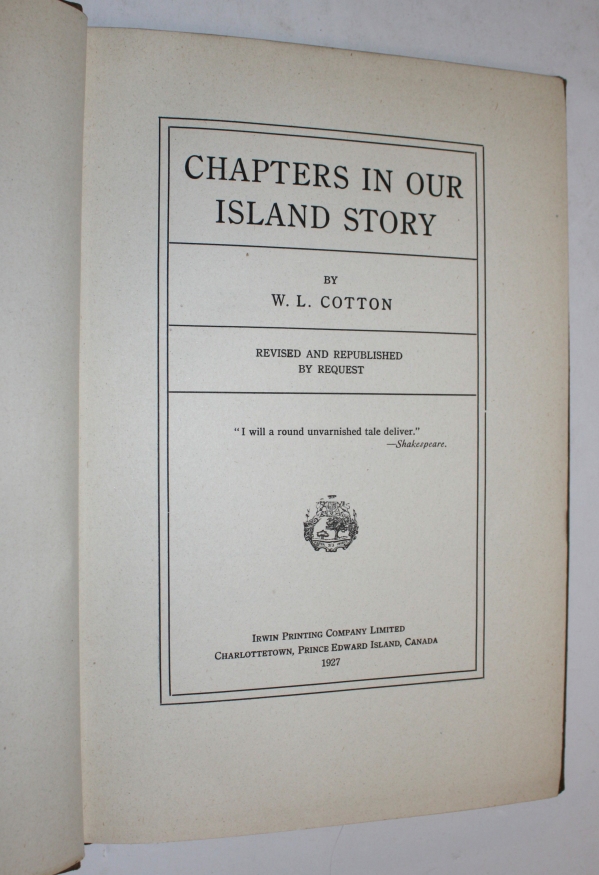 CHAPTERS IN OUR
ISLAND STORY
BY
W. L. COTTON
REVISED AND REPUBLISHED
BY REQUEST
"I will a round unvarnished tale deliver."
—Shakespeare.
IRWIN PRINTING COMPANY LIMITED
CHARLOTTETOWN, PRINCE EDWARD ISLAND, CANADA
1927